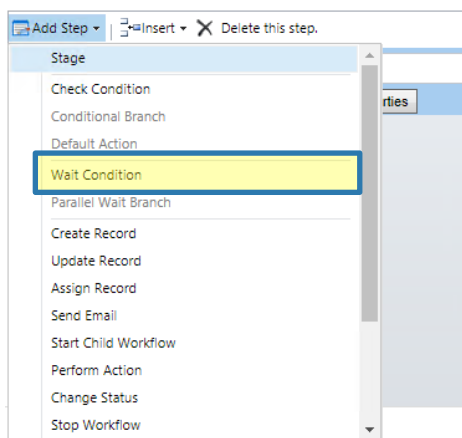 Add Step Insert Delete this step.
Stage
Check Condition
rties
Conditional Branch
Default Action
Wait Condition
Parallel Wait Branch
Create Record
Update Record
Assign Record
Send Email
Start Child Workflow
Perform Action
Change Status
Stop Workflow